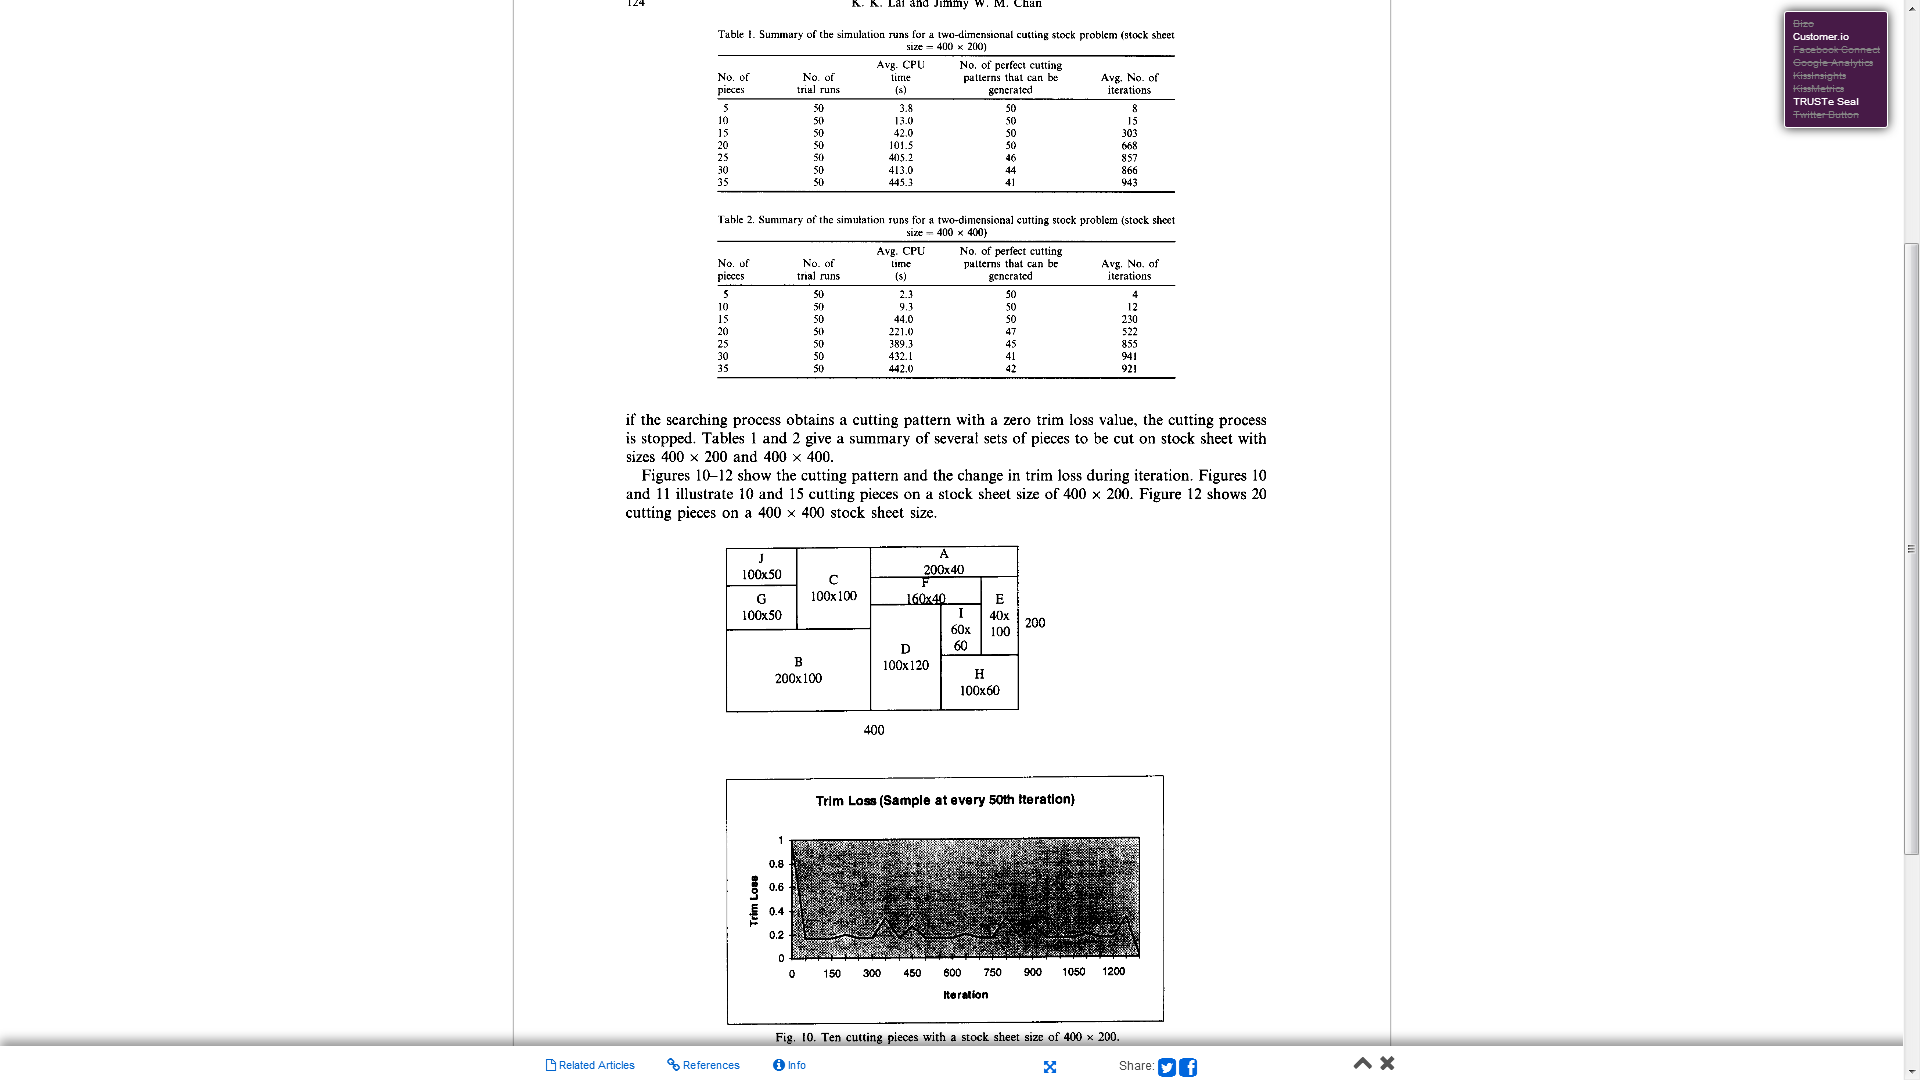 124 K. K. Lai and Jimmy W. M. Chan
Table 1. Summary of the simulation runs for a two-dimensional cutting stock problem (stock sheet
size = 400 × 200)
No. of pieces No. of trial runs Avg. CPU time (s) No. of perfect cutting patterns that can be generated Avg. No. of iterations
5 50 3.8 50 8
10 50 13.0 50 15
15 50 42.0 50 303
20 50 101.5 50 668
25 50 405.2 46 857
30 50 413.0 44 866
35 50 445.3 41 943
Table 2. Summary of the simulation runs for a two-dimensional cutting stock problem (stock sheet
size = 400 × 400)
No. of pieces No. of trial runs Avg. CPU time (s) No. of perfect cutting patterns that can be generated Avg. No. of iterations
5 50 2.3 50 4
10 50 9.3 50 12
15 50 44.0 50 230
20 50 221.0 47 522
25 50 389.3 45 855
30 50 432.1 41 941
35 50 442.0 42 921
if the searching process obtains a cutting pattern with a zero trim loss value, the cutting process
is stopped. Tables 1 and 2 give a summary of several sets of pieces to be cut on stock sheet with
sizes 400 × 200 and 400 × 400.
Figures 10–12 show the cutting pattern and the change in trim loss during iteration. Figures 10
and 11 illustrate 10 and 15 cutting pieces on a stock sheet size of 400 × 200. Figure 12 shows 20
cutting pieces on a 400 × 400 stock sheet size.
J
100x50
G
100x50
C
100x100
B
200x100
A
200x40
F
160x40
E
40x
100
I
60x
60
D
100x120
H
100x60
200
400
Trim Loss (Sample at every 50th Iteration)
Trim Loss
1
0.8
0.6
0.4
0.2
0
0 150 300 450 600 750 900 1050 1200
Iteration
Fig. 10. Ten cutting pieces with a stock sheet size of 400 × 200.
Bizo
Customer.io
Facebook Connect
Google Analytics
KissInsights
KissMetrics
TRUSTe Seal
Twitter Button
Related Articles References Info Share: